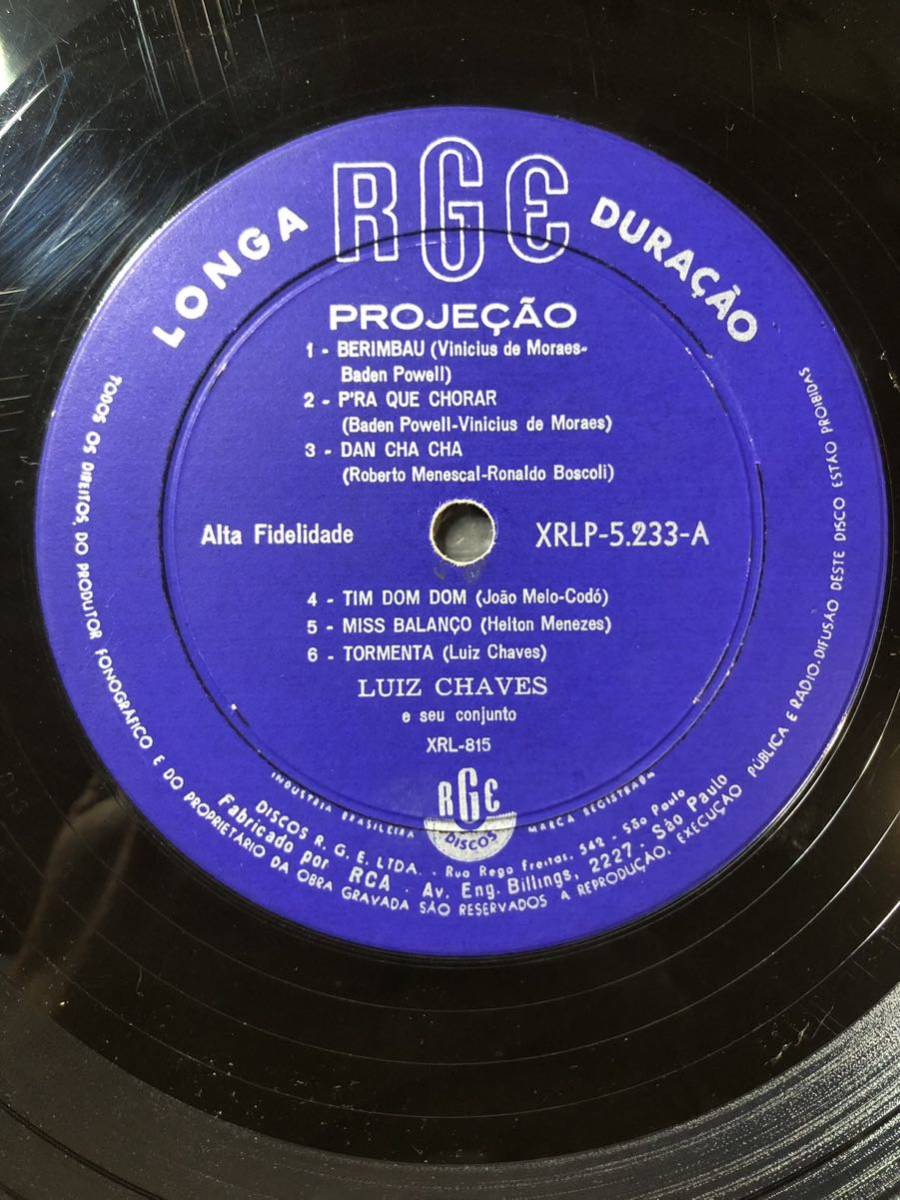 LONGA RGE DURAÇÃO
PROJEÇÃO
1 - BERIMBAU (Vinicius de Moraes-
Baden Powell)
2 - P'RA QUE CHORAR
(Baden Powell-Vinicius de Moraes)
3 - DAN CHA CHA
(Roberto Menescal-Ronaldo Boscoli)
Alta Fidelidade XRLP-5.233-A
4 - TIM DOM DOM (João Melo-Codó)
5 - MISS BALANÇO (Helton Menezes)
6 - TORMENTA (Luiz Chaves)
LUIZ CHAVES
e seu conjunto
XRL-815
RGE
DISCOS
INDUSTRIA BRASILEIRA MARCA REGISTRADA
DISCOS R. G. E. LTDA. - Rua Rego Freitas, 342 - São Paulo
Fabricado por RCA - Av. Eng. Billings, 2227 - São Paulo
TODOS OS DIREITOS, DO PRODUTOR FONOGRÁFICO E DO PROPRIETÁRIO DA OBRA GRAVADA SÃO RESERVADOS A REPRODUÇÃO, EXECUÇÃO PÚBLICA E RADIO-DIFUSÃO DESTE DISCO ESTÃO PROIBIDAS